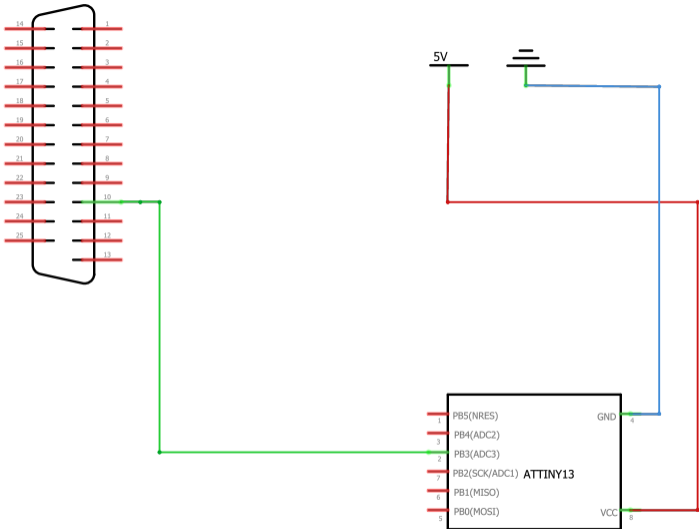 14 1
15 2
16 3
17 4
18 5
19 6
20 7
21 8
22 9
23 10
24 11
25 12
13
5V
PB5(NRES) GND
1 4
PB4(ADC2)
3
PB3(ADC3)
2
PB2(SCK/ADC1) ATTINY13
7
PB1(MISO)
6
PB0(MOSI) VCC
5 8